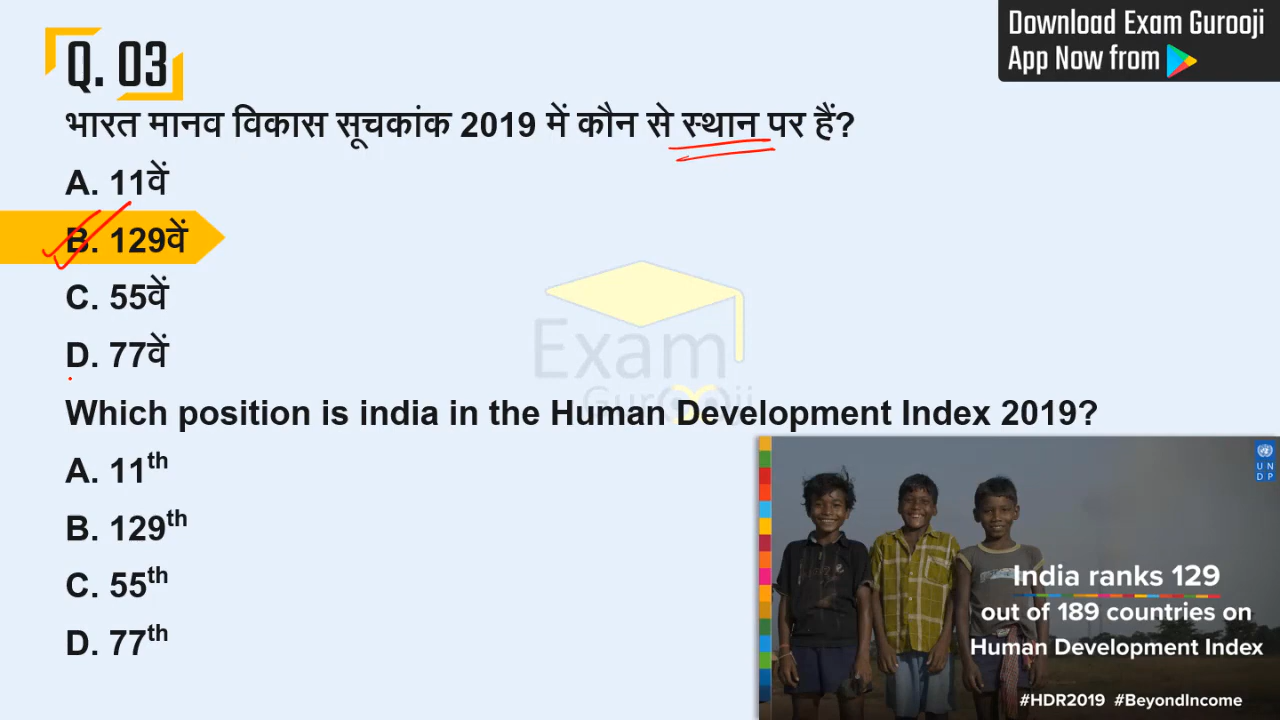 Download Exam Gurooji
App Now from
Q. 03
भारत मानव विकास सूचकांक 2019 में कौन से स्थान पर हैं?
A. 11वें
B. 129वें
C. 55वें
D. 77वें
Exam
Gurooji
Which position is india in the Human Development Index 2019?
A. 11th
B. 129th
C. 55th
D. 77th
U N
D P
India ranks 129
out of 189 countries on
Human Development Index
#HDR2019 #BeyondIncome